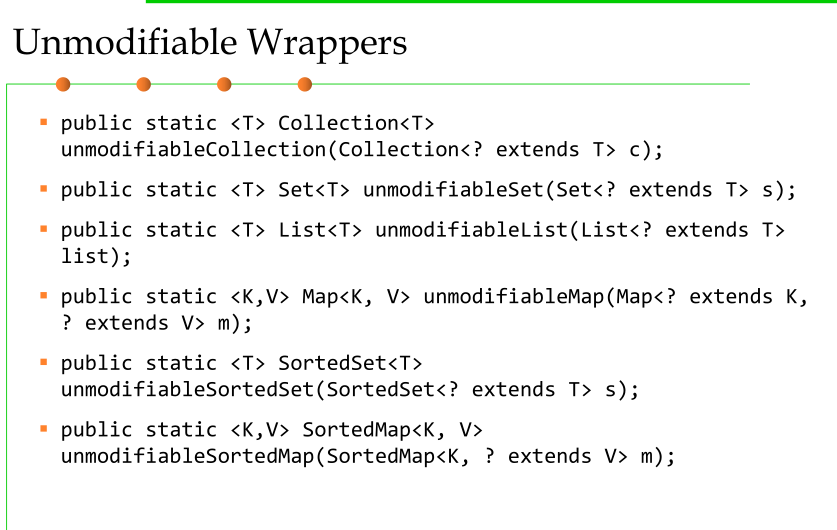 Unmodifiable Wrappers
public static <T> Collection<T>
unmodifiableCollection(Collection<? extends T> c);
public static <T> Set<T> unmodifiableSet(Set<? extends T> s);
public static <T> List<T> unmodifiableList(List<? extends T>
list);
public static <K,V> Map<K, V> unmodifiableMap(Map<? extends K,
? extends V> m);
public static <T> SortedSet<T>
unmodifiableSortedSet(SortedSet<? extends T> s);
public static <K,V> SortedMap<K, V>
unmodifiableSortedMap(SortedMap<K, ? extends V> m);